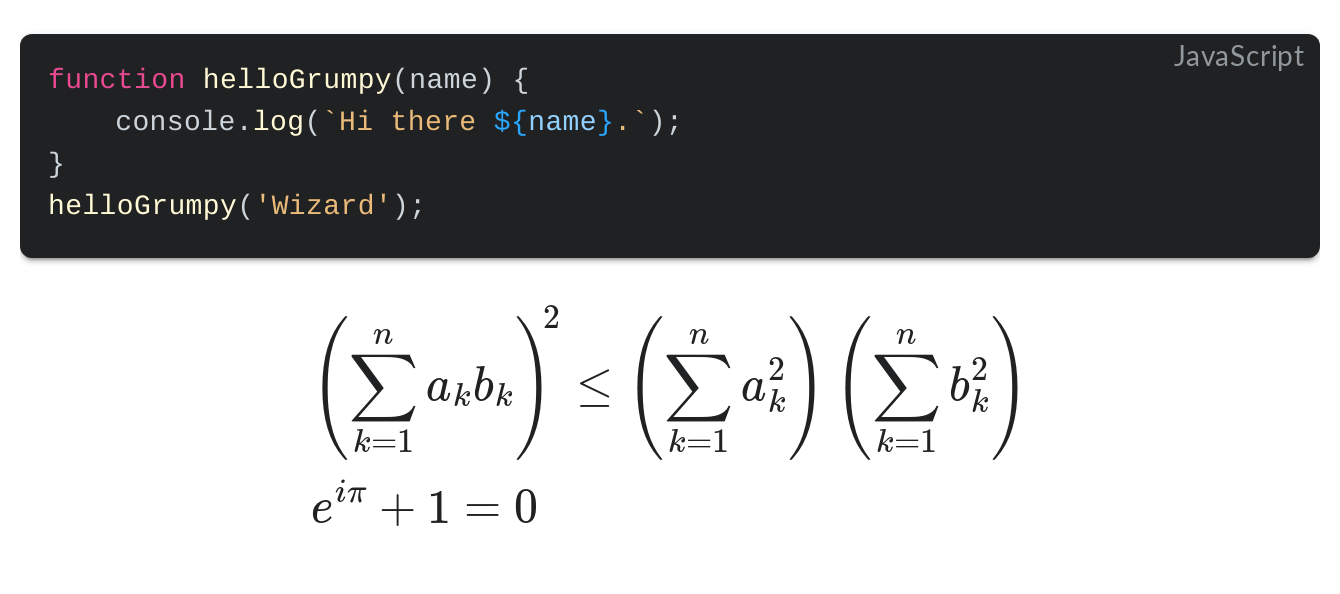 JavaScript
function helloGrumpy(name) {
    console.log(`Hi there ${name}.`);
}
helloGrumpy('Wizard');
\left( \sum_{k=1}^{n} a_k b_k \right)^2 \leq \left( \sum_{k=1}^{n} a_k^2 \right) \left( \sum_{k=1}^{n} b_k^2 \right)
e^{i\pi} + 1 = 0